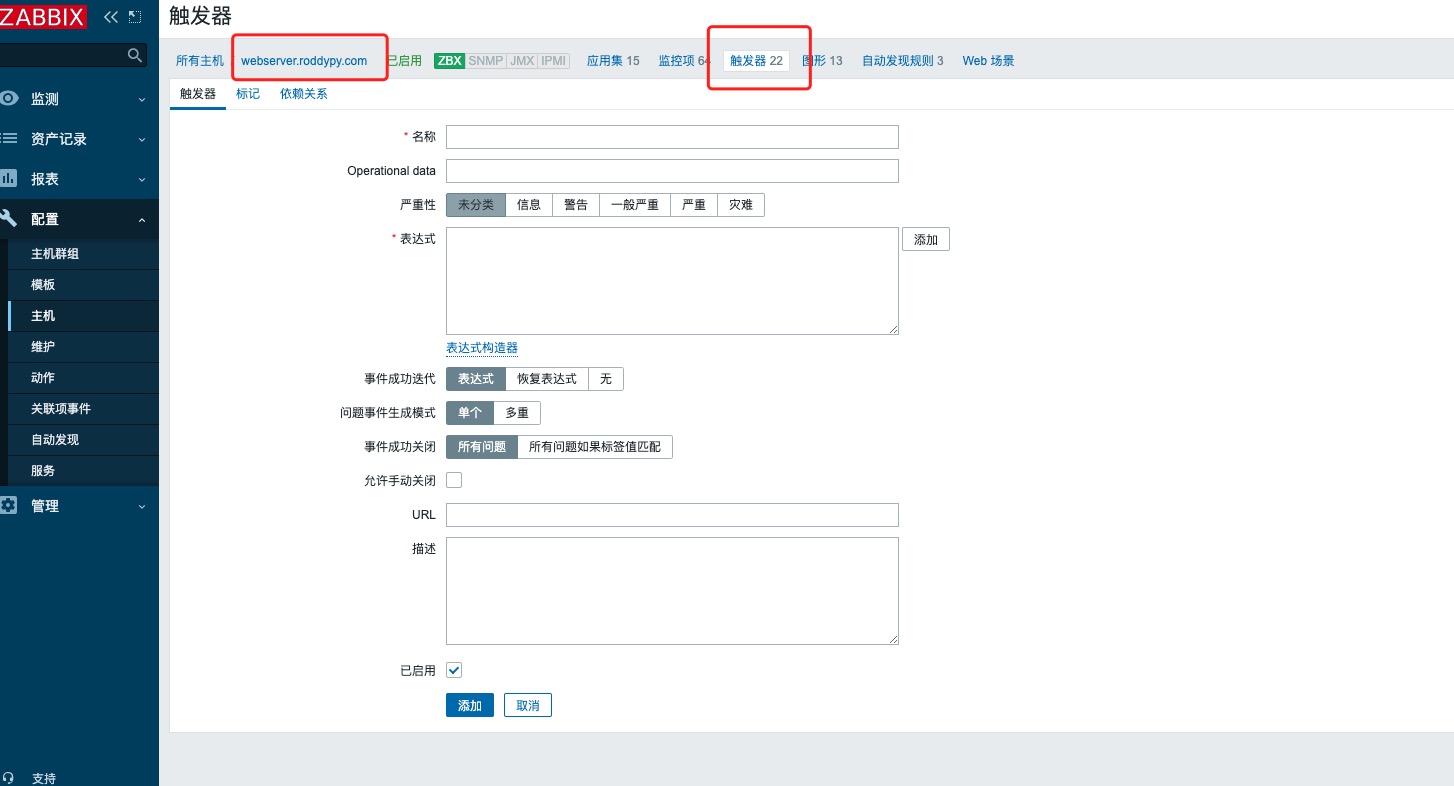 ZABBIX
触发器
所有主机 webserver.roddypy.com 已启用 ZBX SNMP JMX IPMI 应用集 15 监控项 64 触发器 22 图形 13 自动发现规则 3 Web 场景
触发器 标记 依赖关系
监测
资产记录
报表
配置
主机群组
模板
主机
维护
动作
关联项事件
自动发现
服务
管理
支持
* 名称
Operational data
严重性 未分类 信息 警告 一般严重 严重 灾难
* 表达式 添加
表达式构造器
事件成功迭代 表达式 恢复表达式 无
问题事件生成模式 单个 多重
事件成功关闭 所有问题 所有问题如果标签值匹配
允许手动关闭
URL
描述
已启用
添加 取消